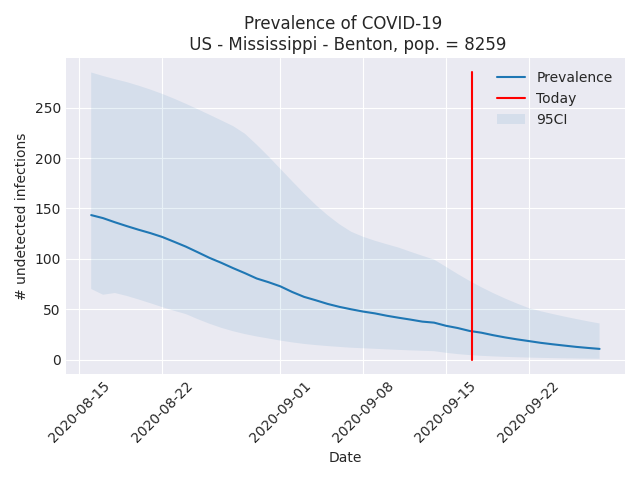 Prevalence of COVID-19
US - Mississippi - Benton, pop. = 8259
# undetected infections
250
200
150
100
50
0
Prevalence
Today
95CI
2020-08-15
2020-08-22
2020-09-01
2020-09-08
2020-09-15
2020-09-22
Date